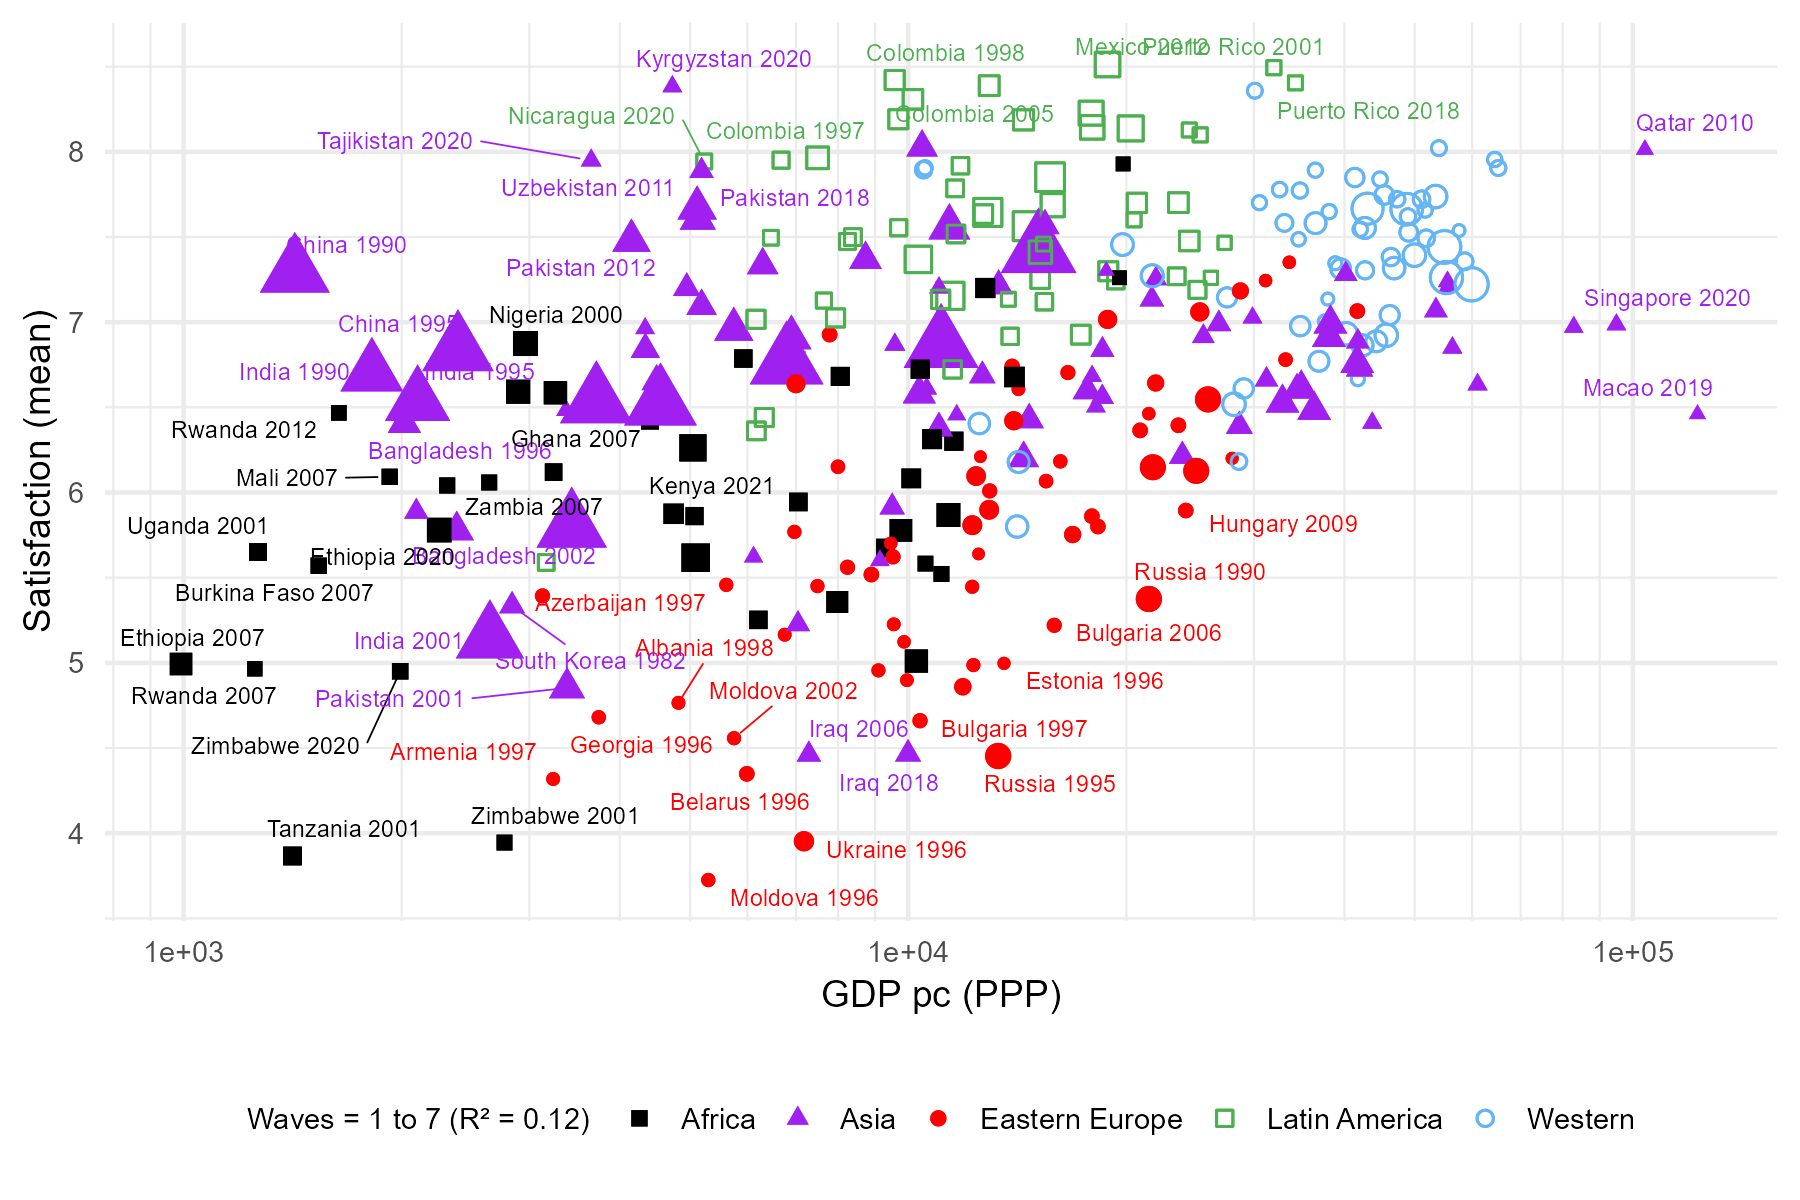 Kyrgyzstan 2020
Colombia 1998
Mexico 2012
Puerto Rico 2001
Nicaragua 2020
Colombia 2005
Puerto Rico 2018
Qatar 2010
Tajikistan 2020
Colombia 1997
8
Uzbekistan 2011
Pakistan 2018
China 1990
Pakistan 2012
Singapore 2020
Nigeria 2000
China 1995
7
India 1990
India 1995
Macao 2019
Rwanda 2012
Ghana 2007
Bangladesh 1996
Mali 2007
Kenya 2021
6
Zambia 2007
Uganda 2001
Hungary 2009
Ethiopia 2020
Bangladesh 2002
Russia 1990
Burkina Faso 2007
Azerbaijan 1997
Ethiopia 2007
India 2001
Albania 1998
Bulgaria 2006
5
South Korea 1982
Estonia 1996
Rwanda 2007
Pakistan 2001
Moldova 2002
Iraq 2006
Bulgaria 1997
Zimbabwe 2020
Armenia 1997
Georgia 1996
Iraq 2018
Russia 1995
Belarus 1996
Zimbabwe 2001
Tanzania 2001
4
Ukraine 1996
Moldova 1996
Satisfaction (mean)
1e+03 1e+04 1e+05
GDP pc (PPP)
Waves = 1 to 7 (R² = 0.12) Africa Asia Eastern Europe Latin America Western